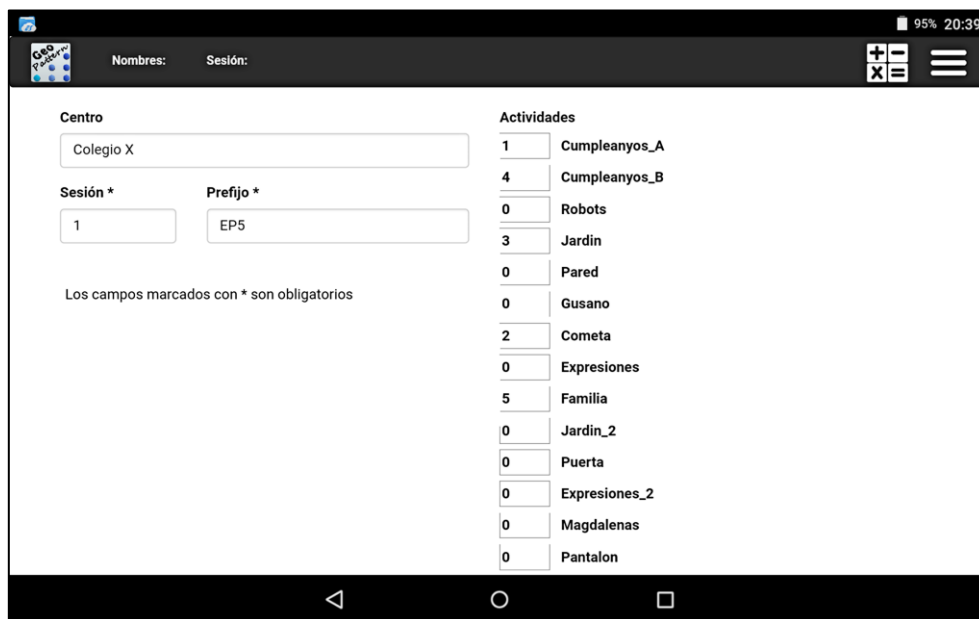 95% 20:39
Geo
Pattern
Nombres: Sesión:
Centro
Colegio X
Sesión * Prefijo *
1 EP5
Los campos marcados con * son obligatorios
Actividades
1 Cumpleanyos_A
4 Cumpleanyos_B
0 Robots
3 Jardin
0 Pared
0 Gusano
2 Cometa
0 Expresiones
5 Familia
0 Jardin_2
0 Puerta
0 Expresiones_2
0 Magdalenas
0 Pantalon